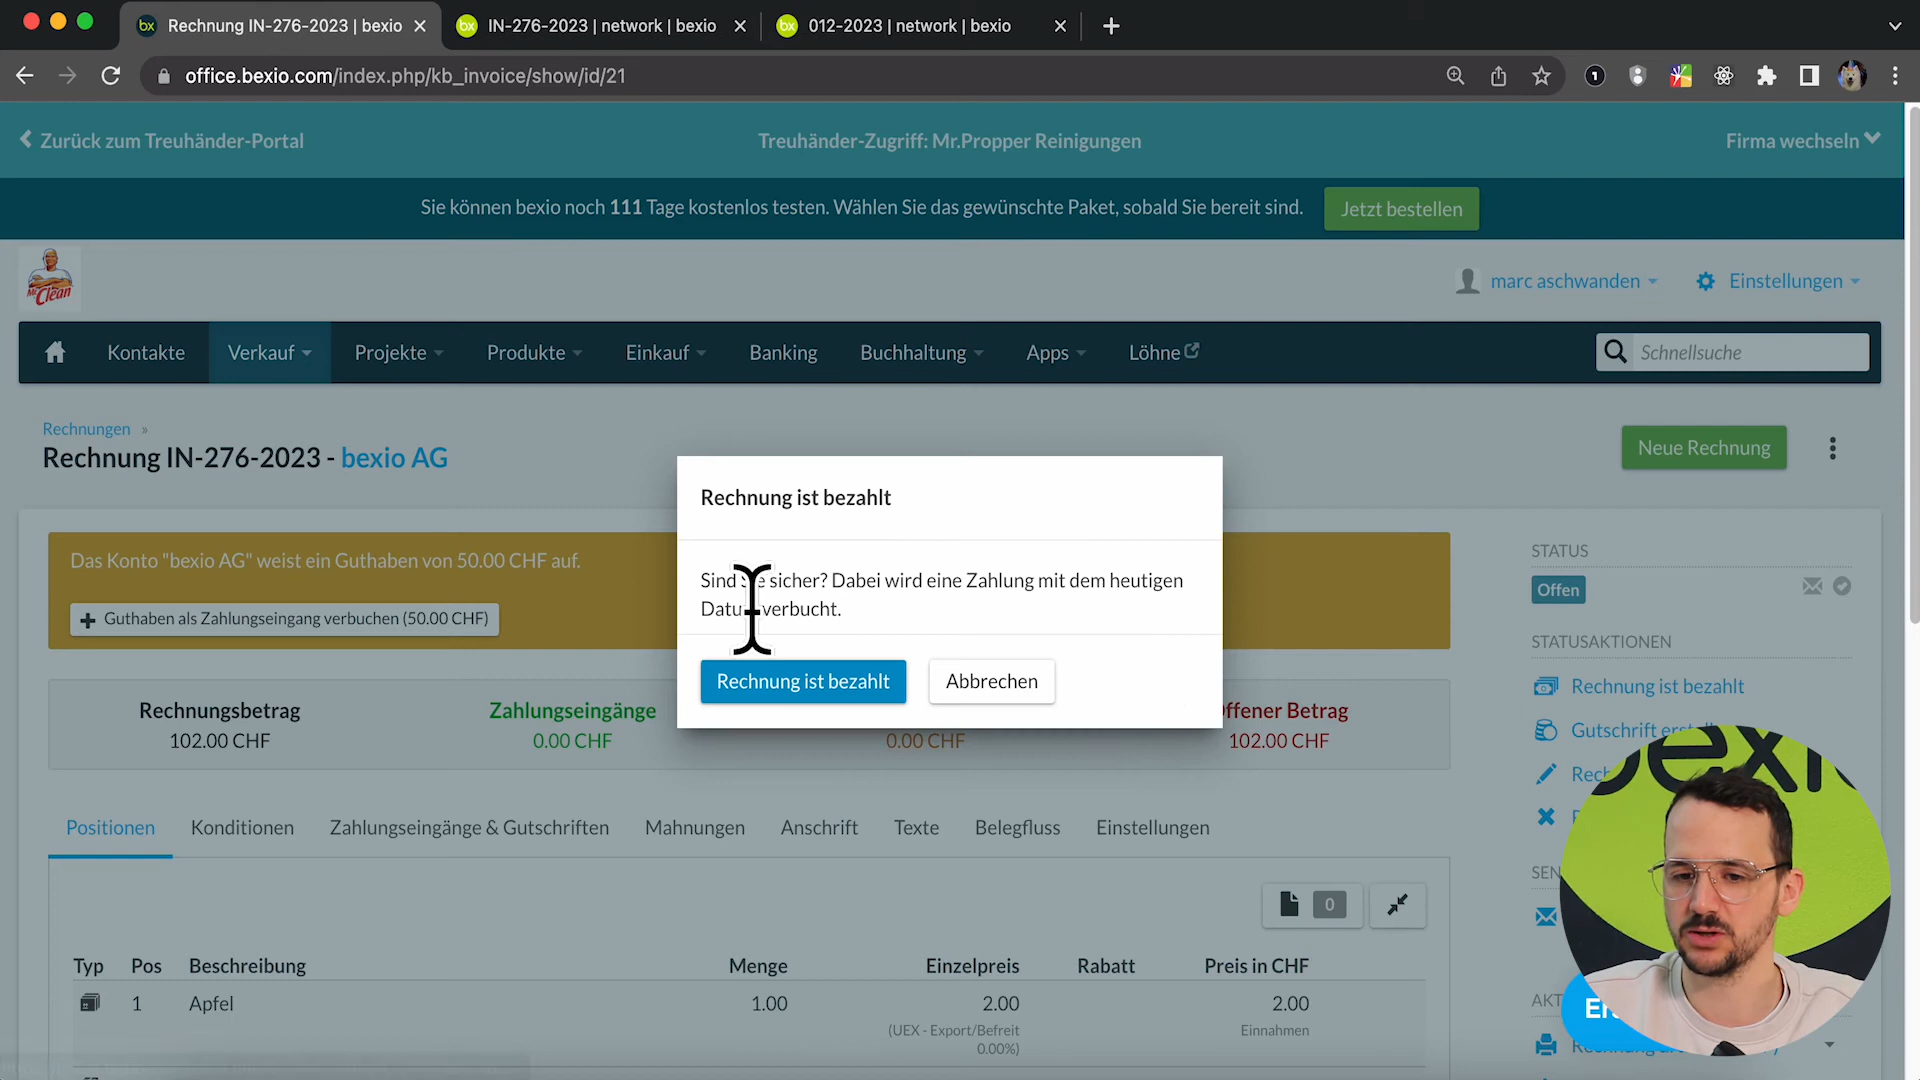 Rechnung IN-276-2023 | bexio
IN-276-2023 | network | bexio
012-2023 | network | bexio
office.bexio.com/index.php/kb_invoice/show/id/21
Zurück zum Treuhänder-Portal
Treuhänder-Zugriff: Mr.Propper Reinigungen
Firma wechseln
Sie können bexio noch 111 Tage kostenlos testen. Wählen Sie das gewünschte Paket, sobald Sie bereit sind.
Jetzt bestellen
Mr. Clean
marc aschwanden
Einstellungen
Kontakte
Verkauf
Projekte
Produkte
Einkauf
Banking
Buchhaltung
Apps
Löhne
Schnellsuche
Rechnungen »
Rechnung IN-276-2023 - bexio AG
Neue Rechnung
Rechnung ist bezahlt
Sind Sie sicher? Dabei wird eine Zahlung mit dem heutigen
verbucht.
Rechnung ist bezahlt
Abbrechen
Das Konto "bexio AG" weist ein Guthaben von 50.00 CHF auf.
Guthaben als Zahlungseingang verbuchen (50.00 CHF)
STATUS
Offen
STATUSAKTIONEN
Rechnung ist bezahlt
Gutschrift
Rechnungsbetrag
102.00 CHF
Zahlungseingänge
0.00 CHF
0.00 CHF
Offener Betrag
102.00 CHF
bexio
Positionen
Konditionen
Zahlungseingänge & Gutschriften
Mahnungen
Anschrift
Texte
Belegfluss
Einstellungen
0
Typ
Pos
Beschreibung
Menge
Einzelpreis
Rabatt
Preis in CHF
1
Apfel
1.00
2.00
2.00
(UEX - Export/Befreit
0.00%)
Einnahmen